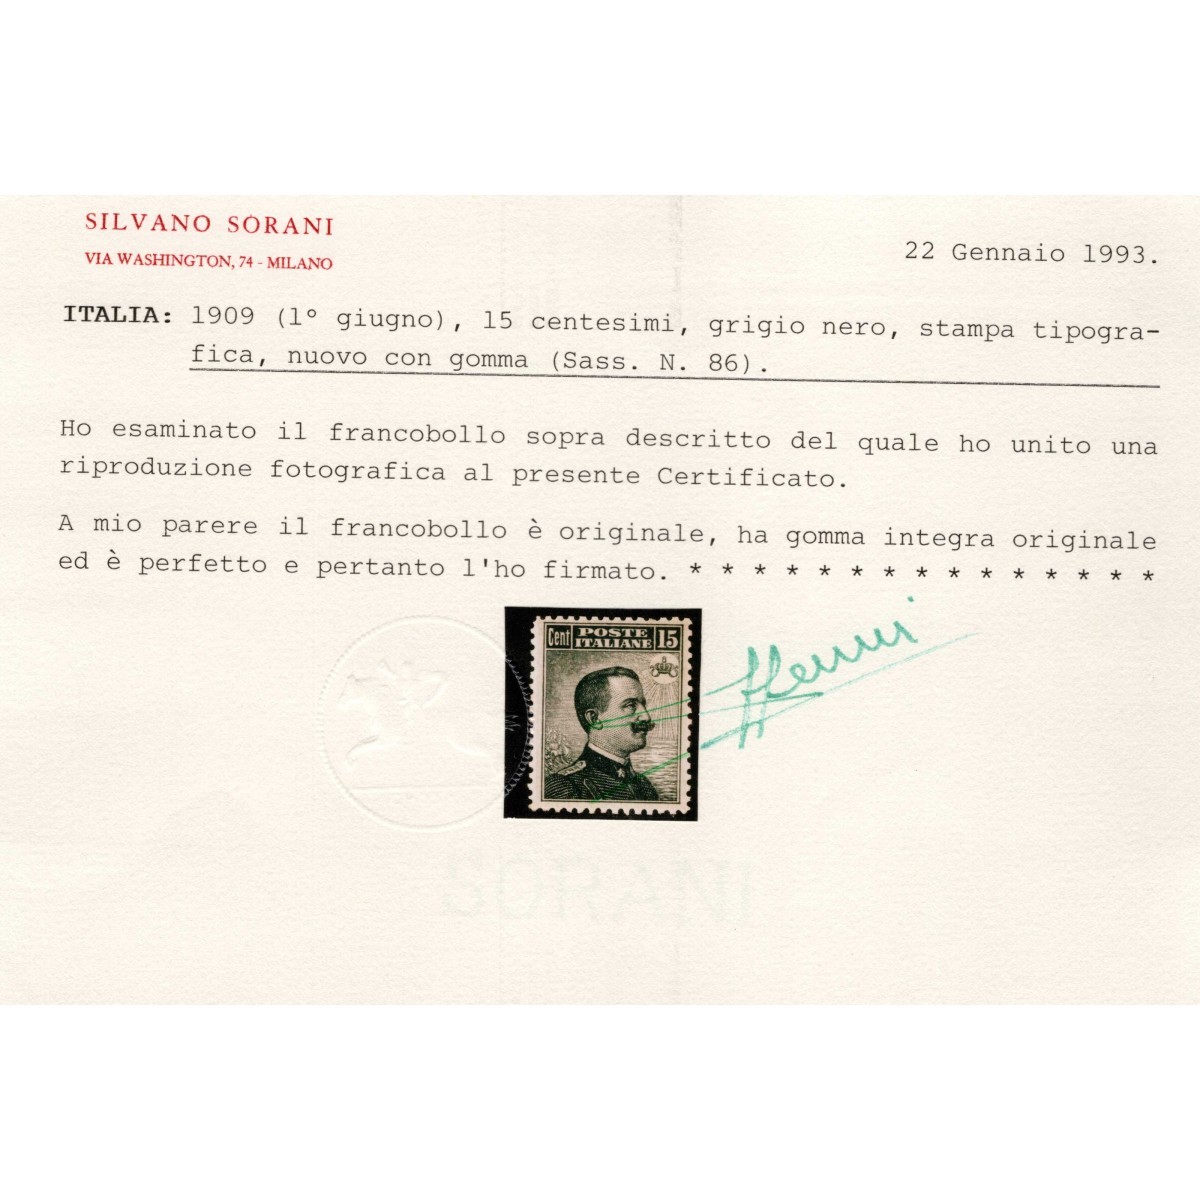 SILVANO SORANI
VIA WASHINGTON, 74 - MILANO
22 Gennaio 1993.
ITALIA: 1909 (1° giugno), 15 centesimi, grigio nero, stampa tipogra-
fica, nuovo con gomma (Sass. N. 86).
Ho esaminato il francobollo sopra descritto del quale ho unito una
riproduzione fotografica al presente Certificato.
A mio parere il francobollo è originale, ha gomma integra originale
ed è perfetto e pertanto l'ho firmato. * * * * * * * * * * * * * * *
Cent POSTE 15
ITALIANE
SORANI